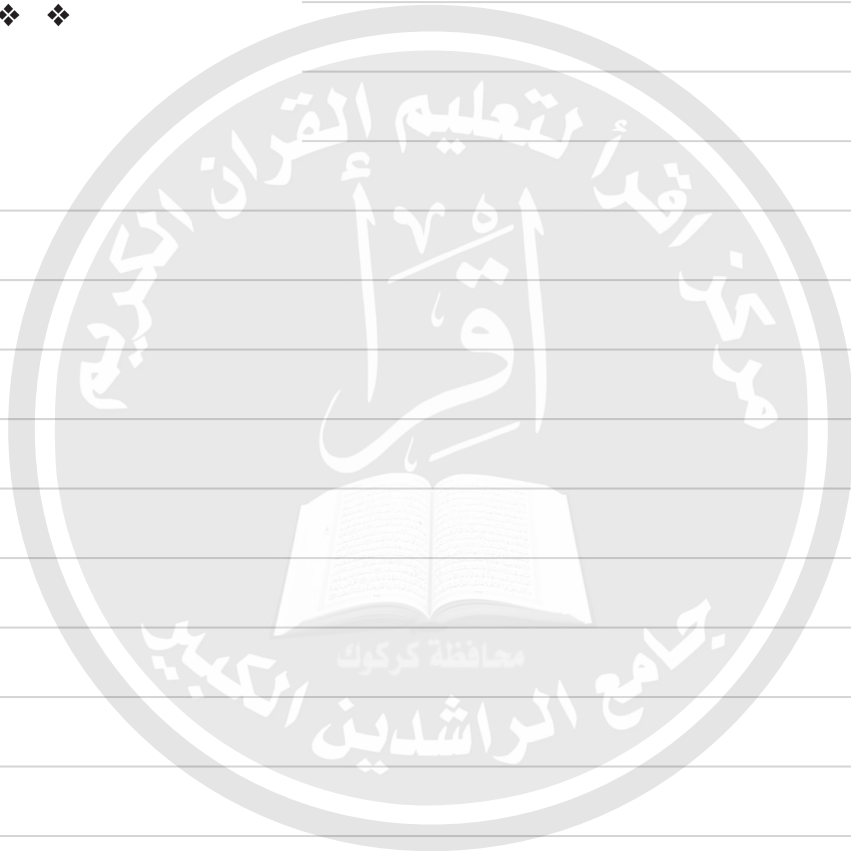 ❖ ❖
مركز اقرأ لتعليم القران الكريم
اقرأ
محافظة كركوك
جامع الراشدين الكبير